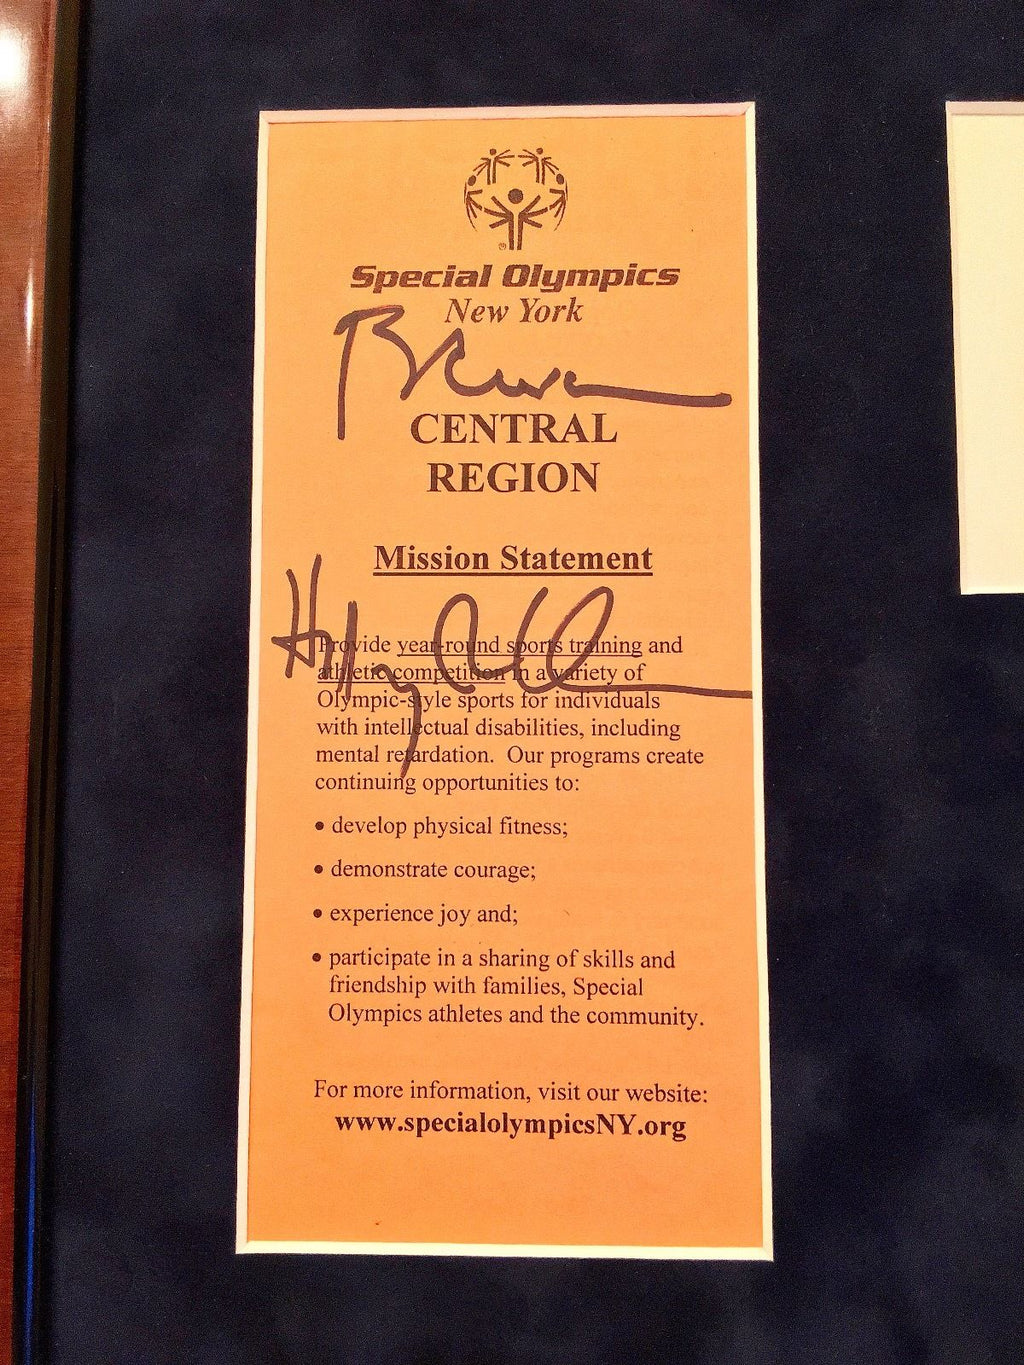 Special Olympics
New York
CENTRAL
REGION
Mission Statement
Provide year-round sports training and
athletic competition in a variety of
Olympic-style sports for individuals
with intellectual disabilities, including
mental retardation. Our programs create
continuing opportunities to:
• develop physical fitness;
• demonstrate courage;
• experience joy and;
• participate in a sharing of skills and
friendship with families, Special
Olympics athletes and the community.
For more information, visit our website:
www.specialolympicsNY.org